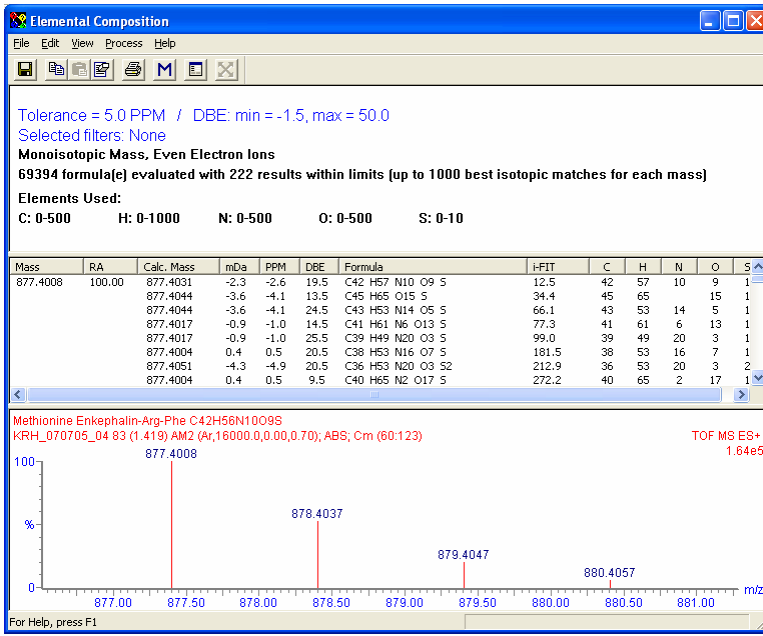 Elemental Composition
File Edit View Process Help
M
Tolerance = 5.0 PPM / DBE: min = -1.5, max = 50.0
Selected filters: None
Monoisotopic Mass, Even Electron Ions
69394 formula(e) evaluated with 222 results within limits (up to 1000 best isotopic matches for each mass)
Elements Used:
C: 0-500 H: 0-1000 N: 0-500 O: 0-500 S: 0-10
Mass RA Calc. Mass mDa PPM DBE Formula i-FIT C H N O S
877.4008 100.00 877.4031 -2.3 -2.6 19.5 C42 H57 N10 O9 S 12.5 42 57 10 9 1
877.4044 -3.6 -4.1 13.5 C45 H65 O15 S 34.4 45 65 15 1
877.4044 -3.6 -4.1 24.5 C43 H53 N14 O5 S 66.1 43 53 14 5 1
877.4017 -0.9 -1.0 14.5 C41 H61 N6 O13 S 77.3 41 61 6 13 1
877.4017 -0.9 -1.0 25.5 C39 H49 N20 O3 S 99.0 39 49 20 3 1
877.4004 0.4 0.5 20.5 C38 H53 N16 O7 S 181.5 38 53 16 7 1
877.4051 -4.3 -4.9 20.5 C36 H53 N20 O3 S2 212.9 36 53 20 3 2
877.4004 0.4 0.5 9.5 C40 H65 N2 O17 S 272.2 40 65 2 17 1
Methionine Enkephalin-Arg-Phe C42H56N10O9S
KRH_070705_04 83 (1.419) AM2 (Ar,16000.0,0.00,0.70); ABS; Cm (60:123) TOF MS ES+
1.64e5
877.4008
100
878.4037
%
879.4047
880.4057
0
m/z
877.00 877.50 878.00 878.50 879.00 879.50 880.00 880.50 881.00
For Help, press F1